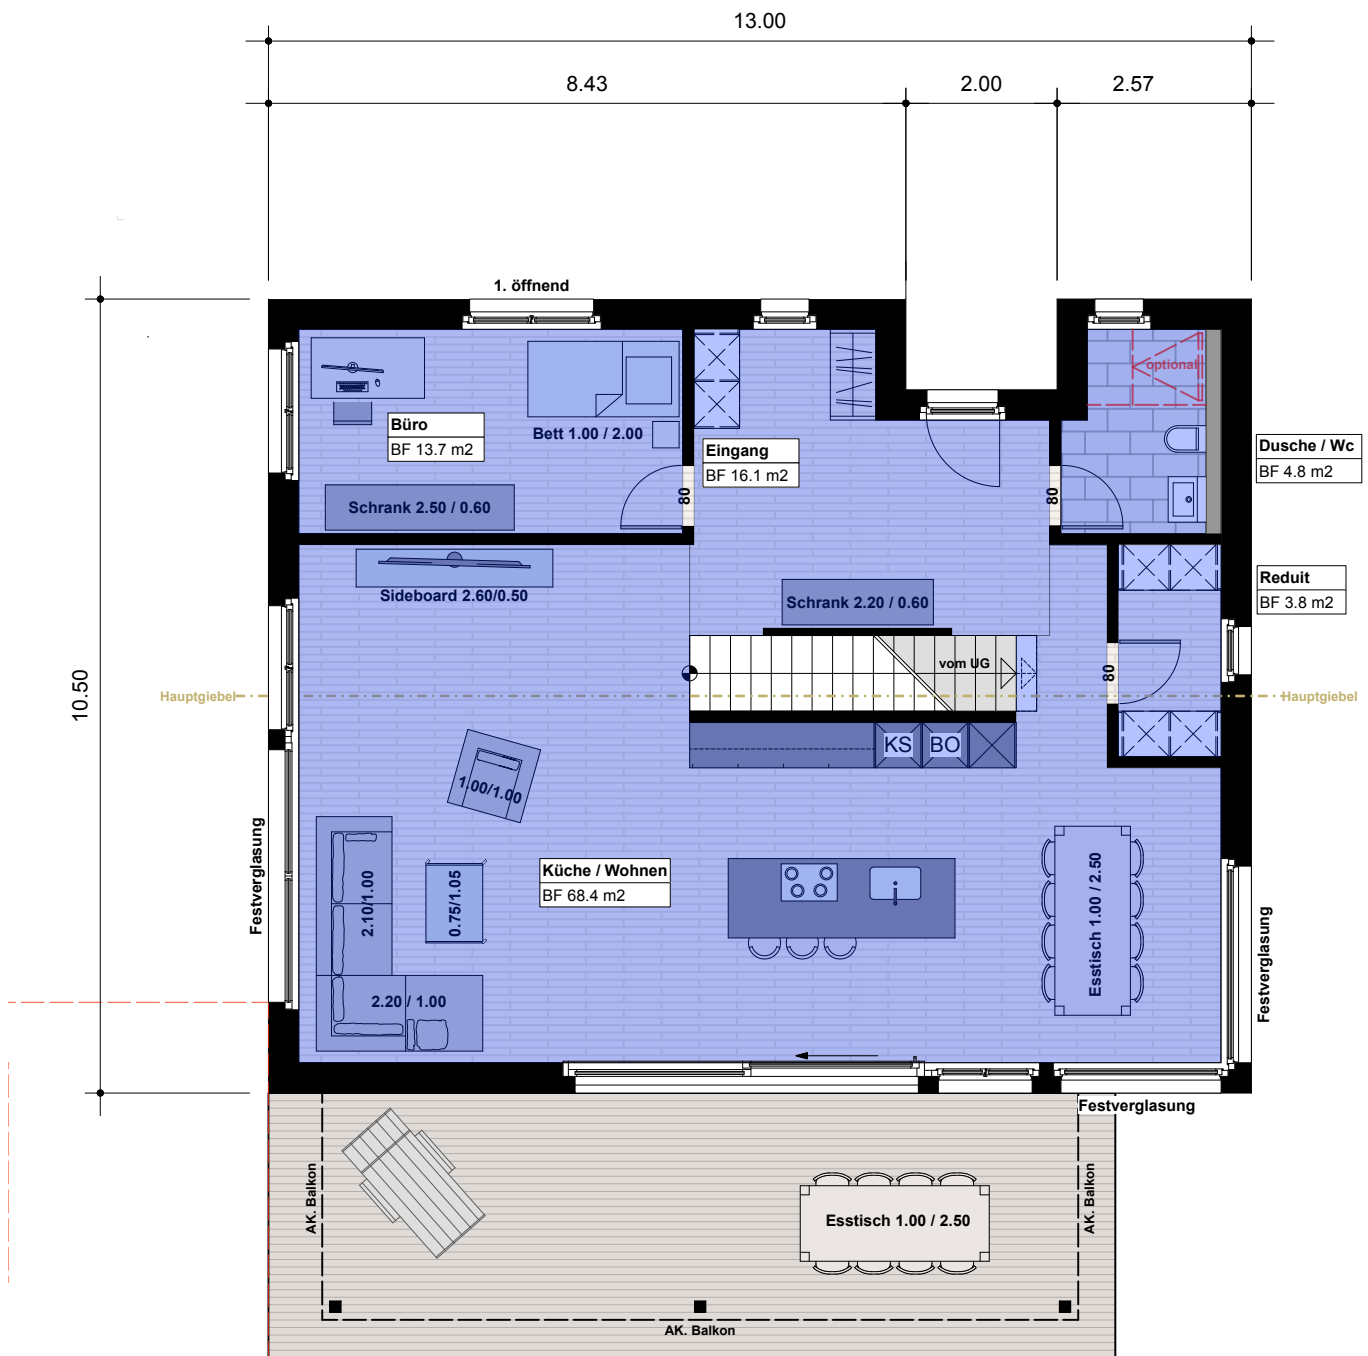 13.00
8.43
2.00
2.57
1. öffnend
optional
Büro
BF 13.7 m2
Bett 1.00 / 2.00
Eingang
BF 16.1 m2
Dusche / Wc
BF 4.8 m2
80
80
Schrank 2.50 / 0.60
Sideboard 2.60/0.50
Schrank 2.20 / 0.60
Reduit
BF 3.8 m2
vom UG
80
10.50
Hauptgiebel
Hauptgiebel
KS
BO
1.00/1.00
Festverglasung
2.10/1.00
0.75/1.05
Küche / Wohnen
BF 68.4 m2
Esstisch 1.00 / 2.50
Festverglasung
2.20 / 1.00
Festverglasung
AK. Balkon
AK. Balkon
Esstisch 1.00 / 2.50
AK. Balkon